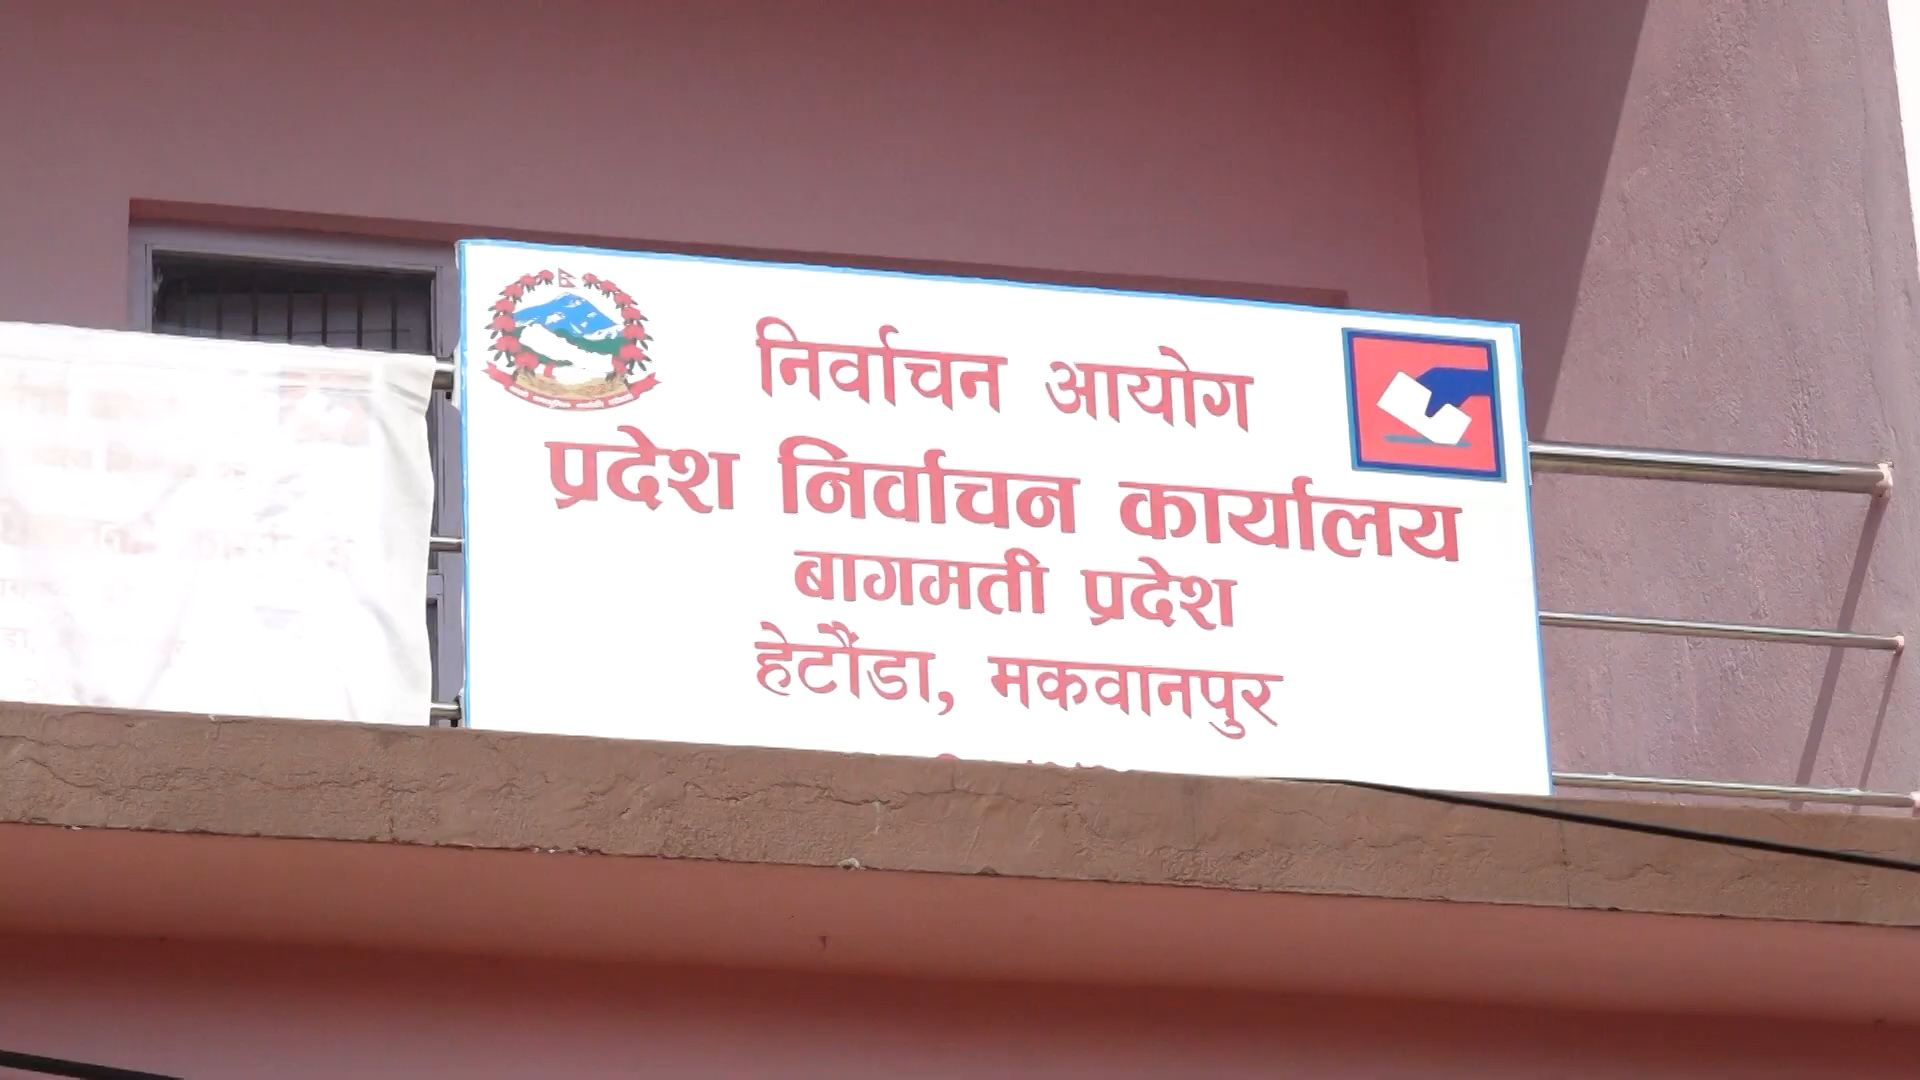 निर्वाचन आयोग
प्रदेश निर्वाचन कार्यालय
बागमती प्रदेश
हेटौंडा, मकवानपुर